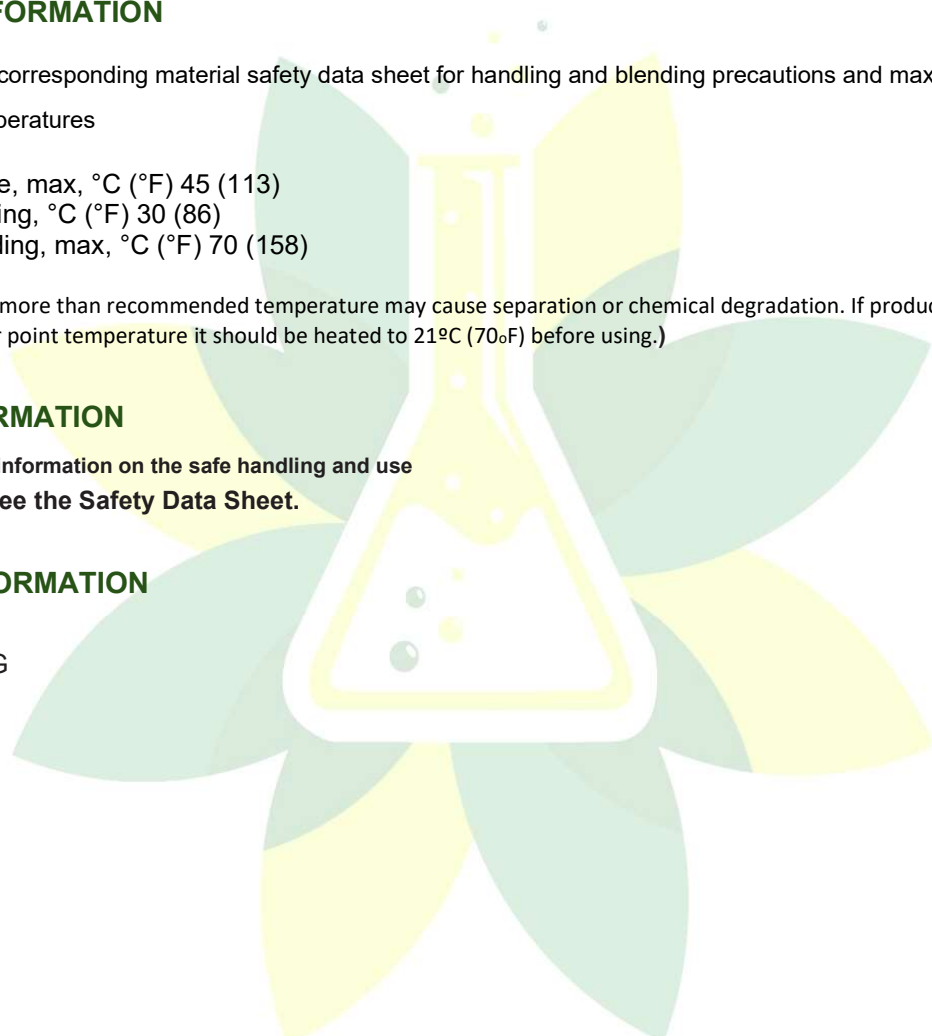 FORMATION
corresponding material safety data sheet for handling and blending precautions and max
peratures
e, max, °C (°F) 45 (113)
ing, °C (°F) 30 (86)
ding, max, °C (°F) 70 (158)
more than recommended temperature may cause separation or chemical degradation. If produc
r point temperature it should be heated to 21ºC (70oF) before using.)
RMATION
information on the safe handling and use
ee the Safety Data Sheet.
ORMATION
G